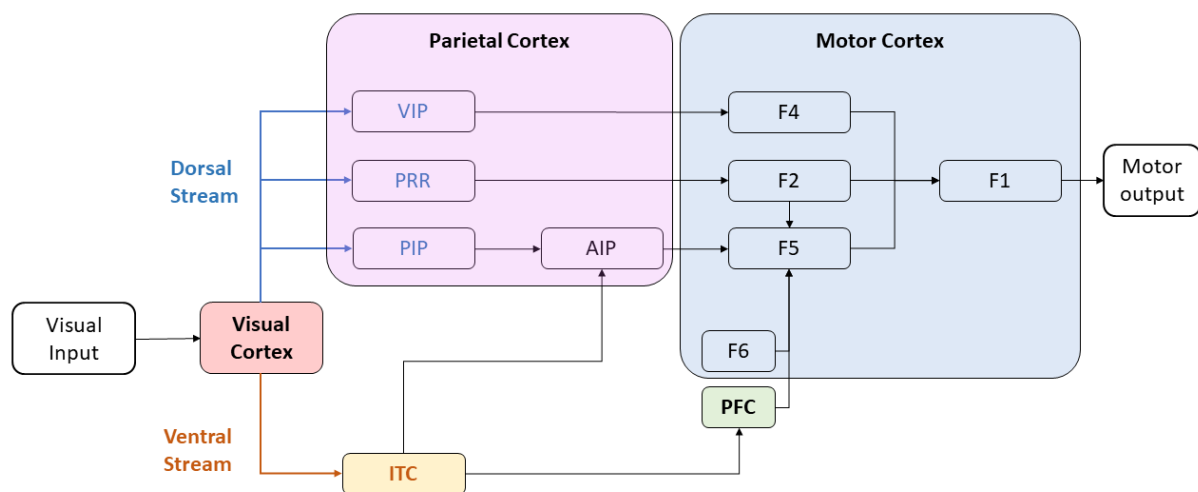 Parietal Cortex
Motor Cortex
VIP
F4
Dorsal
Stream
PRR
F2
F1
Motor
output
PIP
AIP
F5
Visual
Input
Visual
Cortex
F6
PFC
Ventral
Stream
ITC